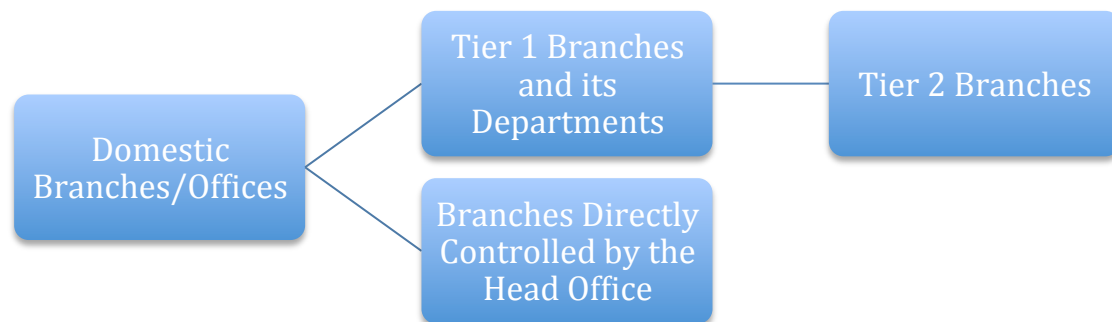 Domestic
Branches/Offices
Tier 1 Branches
and its
Departments
Tier 2 Branches
Branches Directly
Controlled by the
Head Office